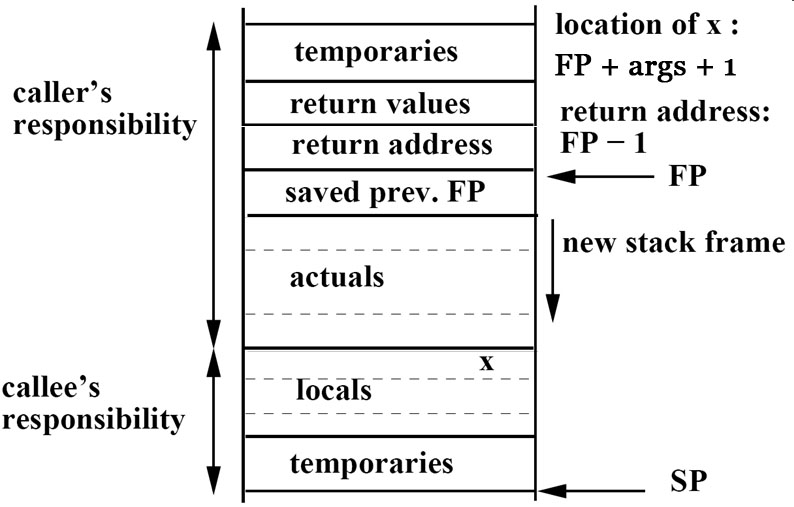 location of x :
FP + args + 1
temporaries
caller's
responsibility
return values
return address:
FP − 1
return address
FP
saved prev. FP
new stack frame
actuals
x
callee's
responsibility
locals
temporaries
SP